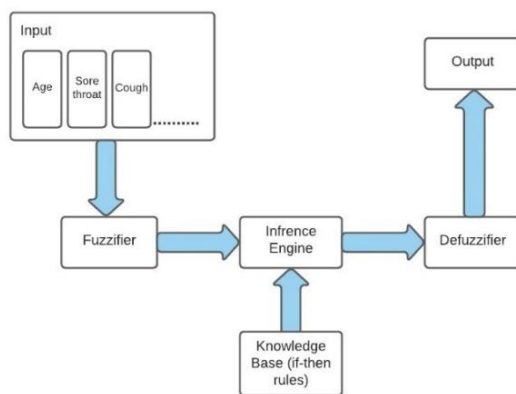 Input
Age
Sore
throat
Cough
..........
Output
Fuzzifier
Infrence
Engine
Defuzzifier
Knowledge
Base (if-then
rules)